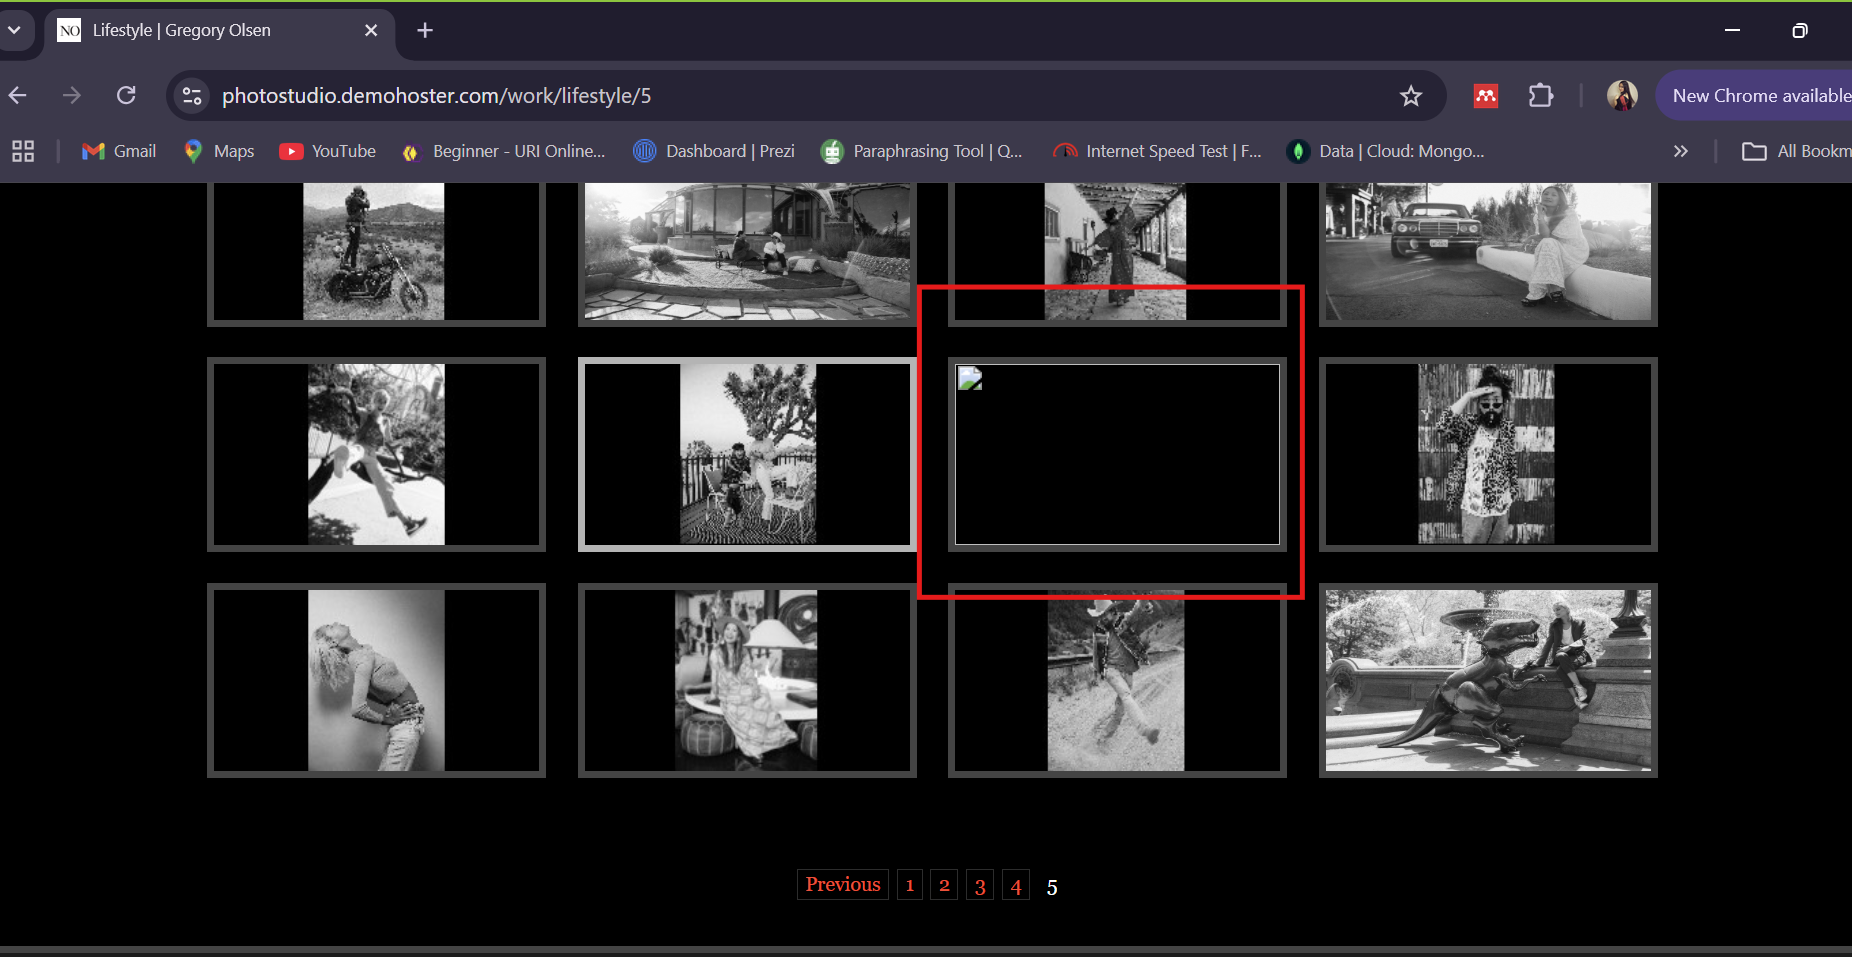 NO Lifestyle | Gregory Olsen
photostudio.demohoster.com/work/lifestyle/5
New Chrome available
Gmail
Maps
YouTube
Beginner - URI Online...
Dashboard | Prezi
Paraphrasing Tool | Q...
Internet Speed Test | F...
Data | Cloud: Mongo...
All Bookm
Previous 1 2 3 4 5